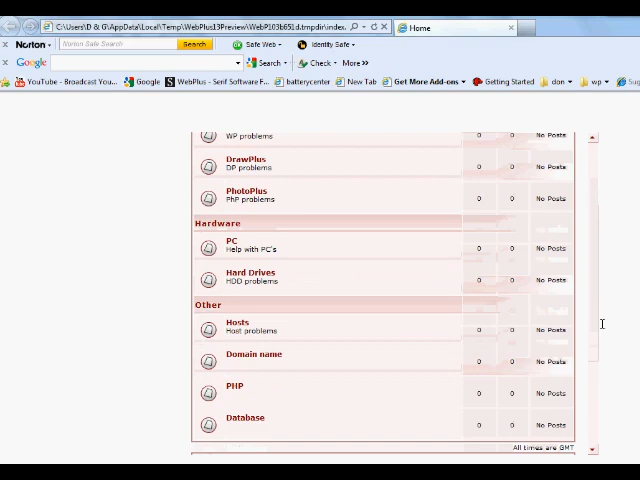 C:\Users\D & G\AppData\Local\Temp\WebPlus13Preview\WebP103b651d.tmpdir\index.
Home
Norton
Norton Safe Search
Search
Safe Web
Identity Safe
Google
Search
Check
More >>
YouTube - Broadcast You...
Google
WebPlus - Serif Software F...
batterycenter
New Tab
Get More Add-ons
Getting Started
don
wp
Sug
WP problems
0 0 No Posts
DrawPlus
DP problems
0 0 No Posts
PhotoPlus
PhP problems
0 0 No Posts
Hardware
PC
Help with PC's
0 0 No Posts
Hard Drives
HDD problems
0 0 No Posts
Other
Hosts
Host problems
0 0 No Posts
Domain name
0 0 No Posts
PHP
0 0 No Posts
Database
0 0 No Posts
All times are GMT